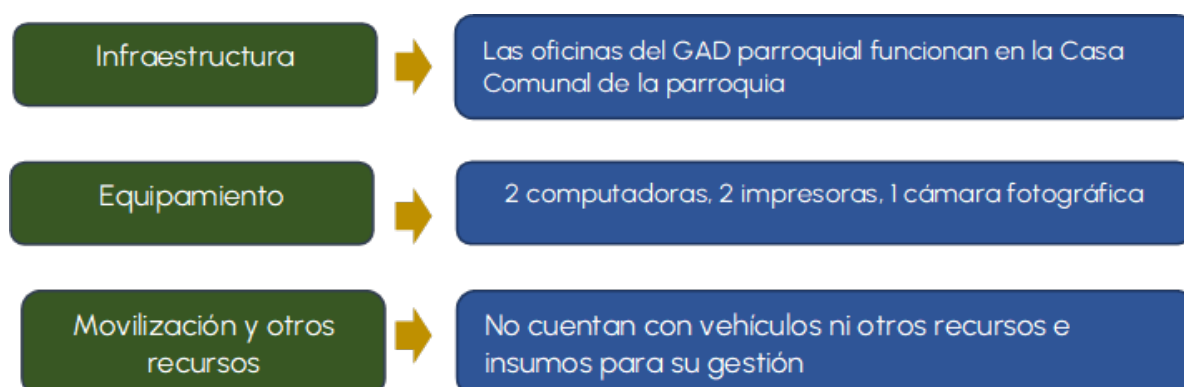 Infraestructura
Las oficinas del GAD parroquial funcionan en la Casa
Comunal de la parroquia
Equipamiento
2 computadoras, 2 impresoras, 1 cámara fotográfica
Movilización y otros
recursos
No cuentan con vehículos ni otros recursos e
insumos para su gestión